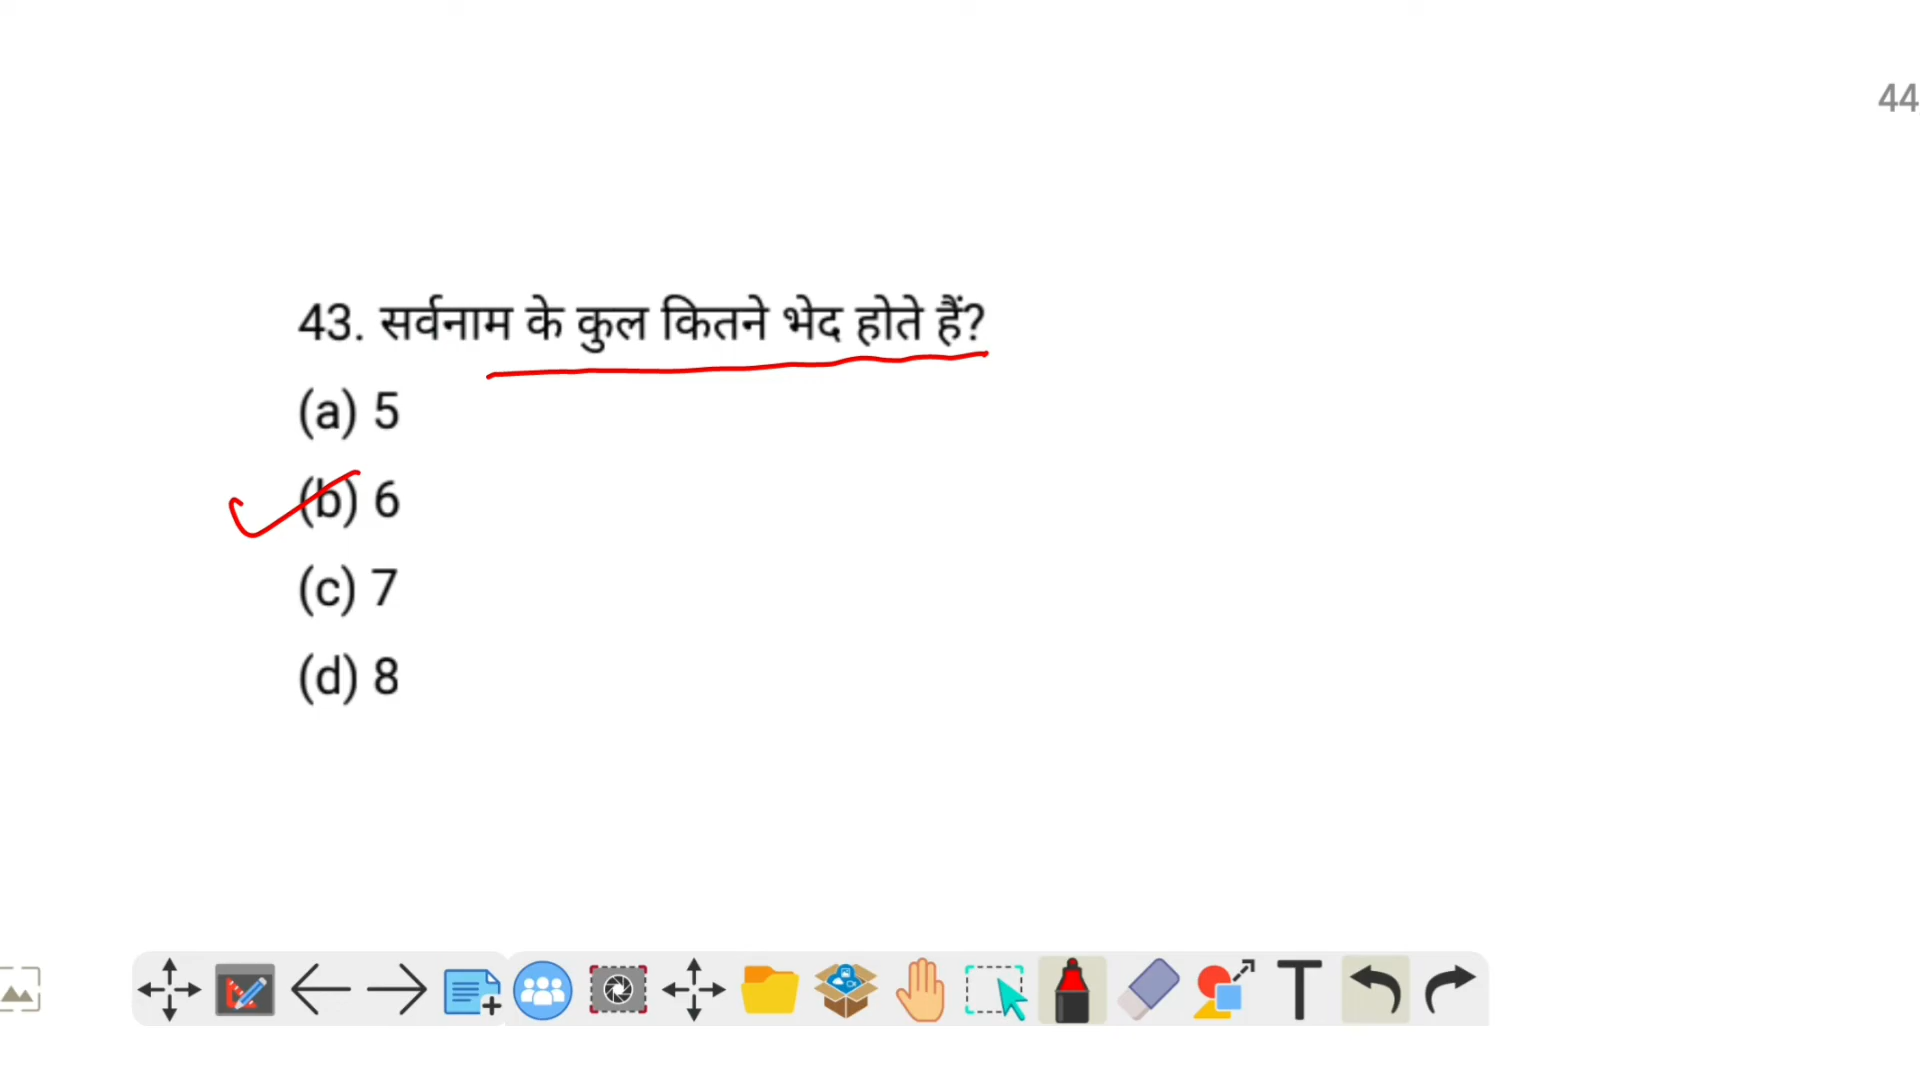 44
43. सर्वनाम के कुल कितने भेद होते हैं?
(a) 5
(b) 6
(c) 7
(d) 8